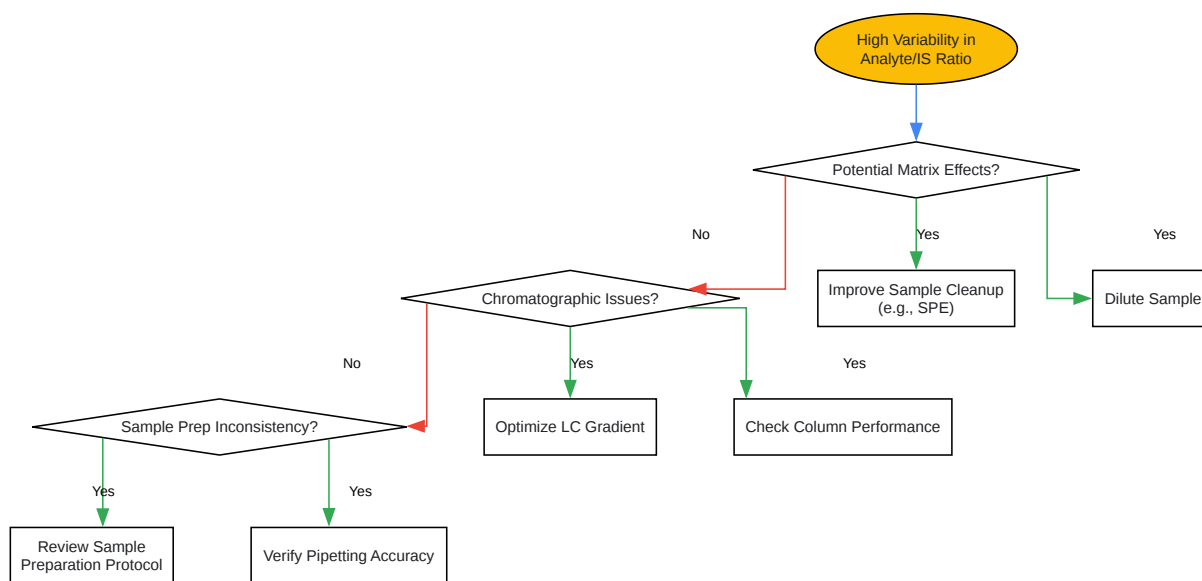 High Variability in
Analyte/IS Ratio
Potential Matrix Effects?
No
Yes
Yes
Chromatographic Issues?
Improve Sample Cleanup
(e.g., SPE)
Dilute Sample
No
Yes
Yes
Sample Prep Inconsistency?
Optimize LC Gradient
Check Column Performance
Yes
Yes
Review Sample
Preparation Protocol
Verify Pipetting Accuracy